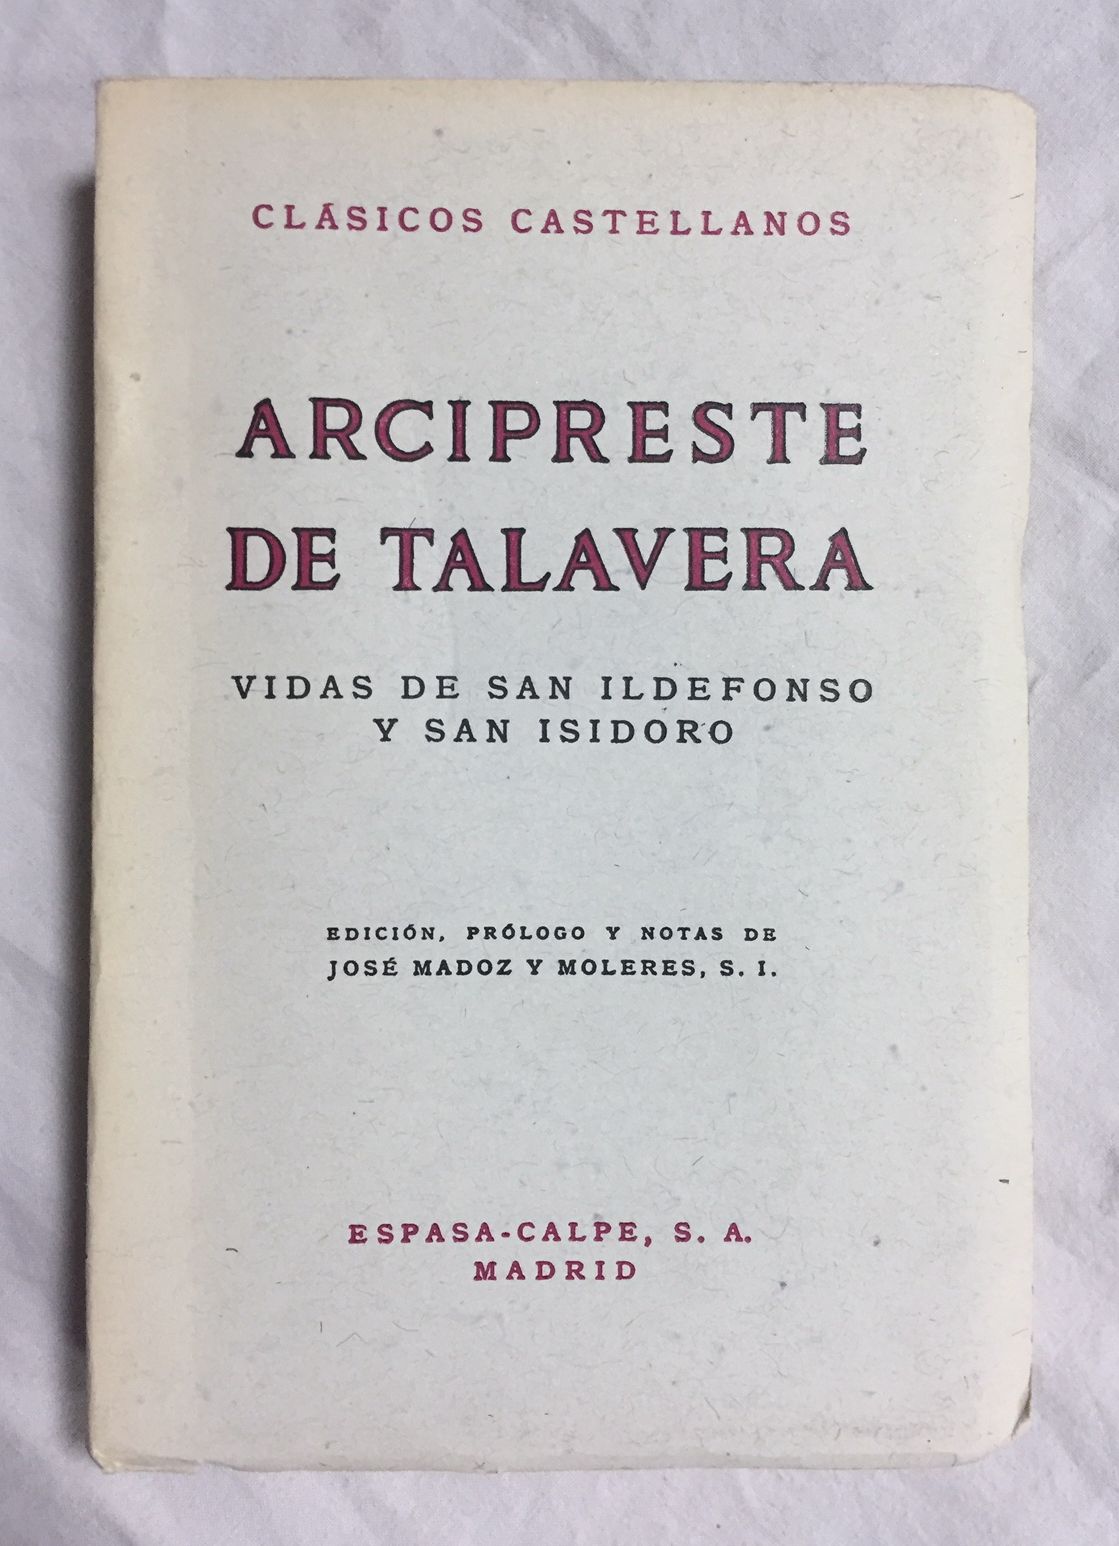 CLÁSICOS CASTELLANOS
ARCIPRESTE
DE TALAVERA
VIDAS DE SAN ILDEFONSO
Y SAN ISIDORO
EDICIÓN, PRÓLOGO Y NOTAS DE
JOSÉ MADOZ Y MOLERES, S. I.
ESPASA-CALPE, S. A.
MADRID